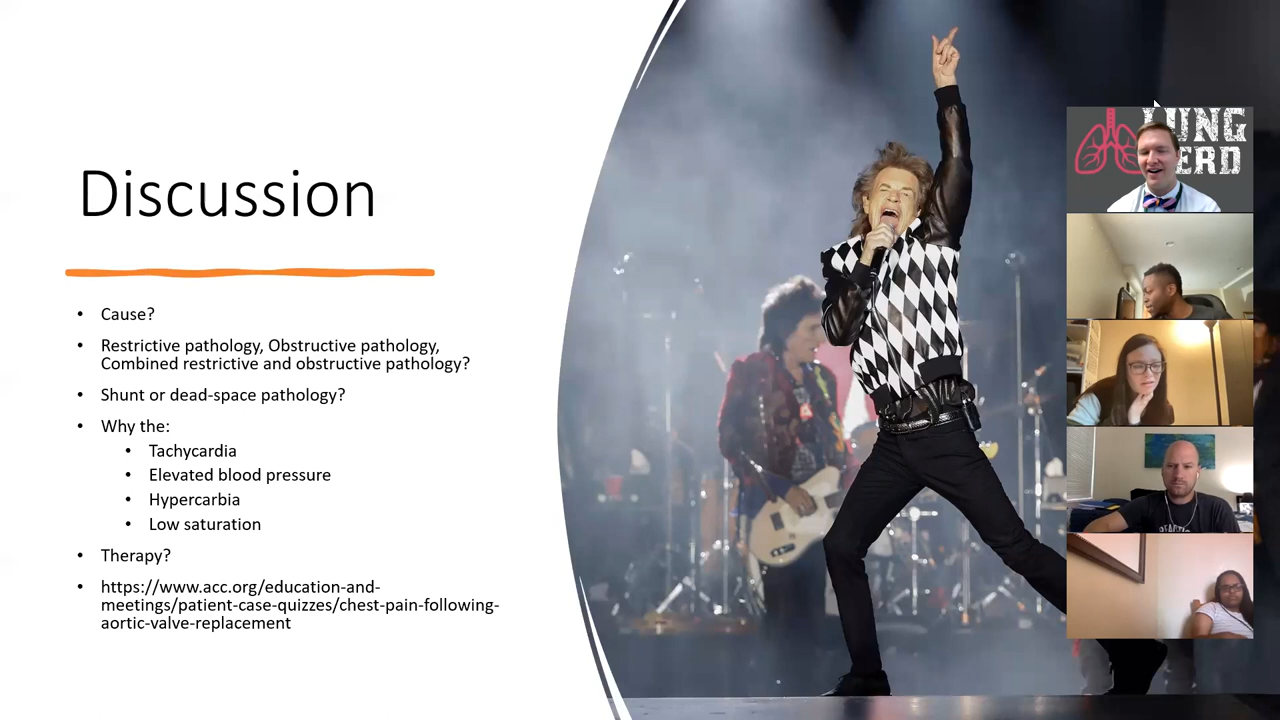 Discussion
• Cause?
• Restrictive pathology, Obstructive pathology,
Combined restrictive and obstructive pathology?
• Shunt or dead-space pathology?
• Why the:
• Tachycardia
• Elevated blood pressure
• Hypercarbia
• Low saturation
• Therapy?
• https://www.acc.org/education-and-
meetings/patient-case-quizzes/chest-pain-following-
aortic-valve-replacement
LUNG
ERD